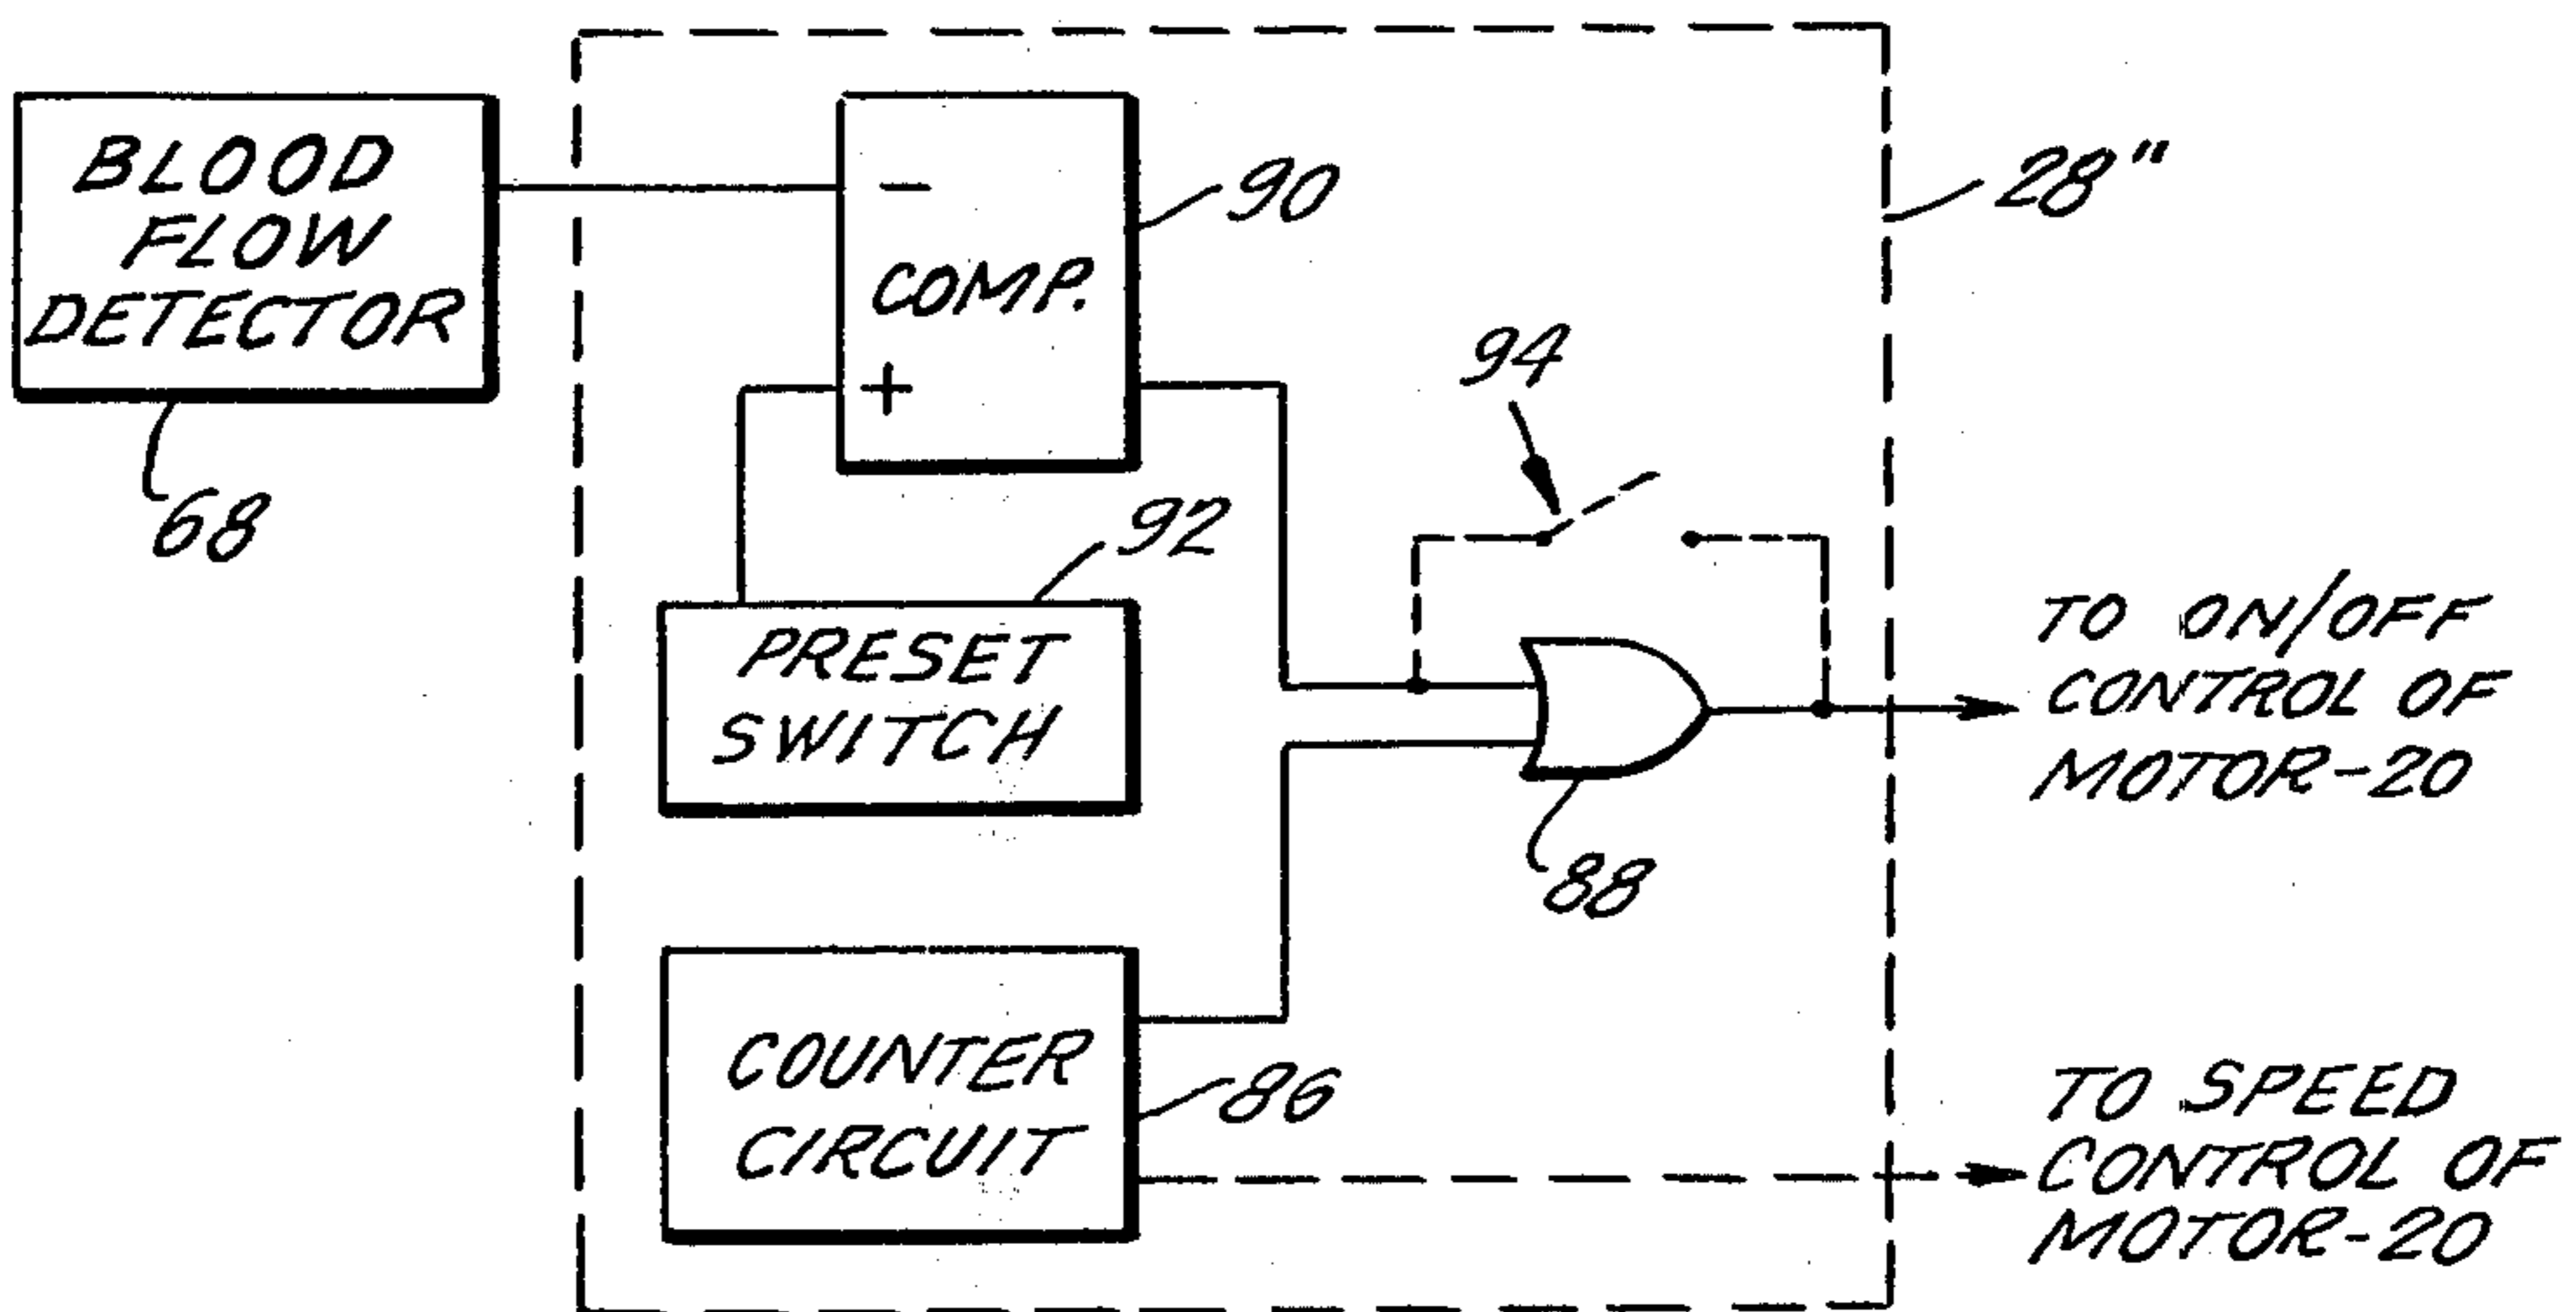 BLOOD
FLOW
DETECTOR
68
-
COMP.
+
90
28"
94
92
PRESET
SWITCH
88
TO ON/OFF
CONTROL OF
MOTOR-20
COUNTER
CIRCUIT
86
TO SPEED
CONTROL OF
MOTOR-20